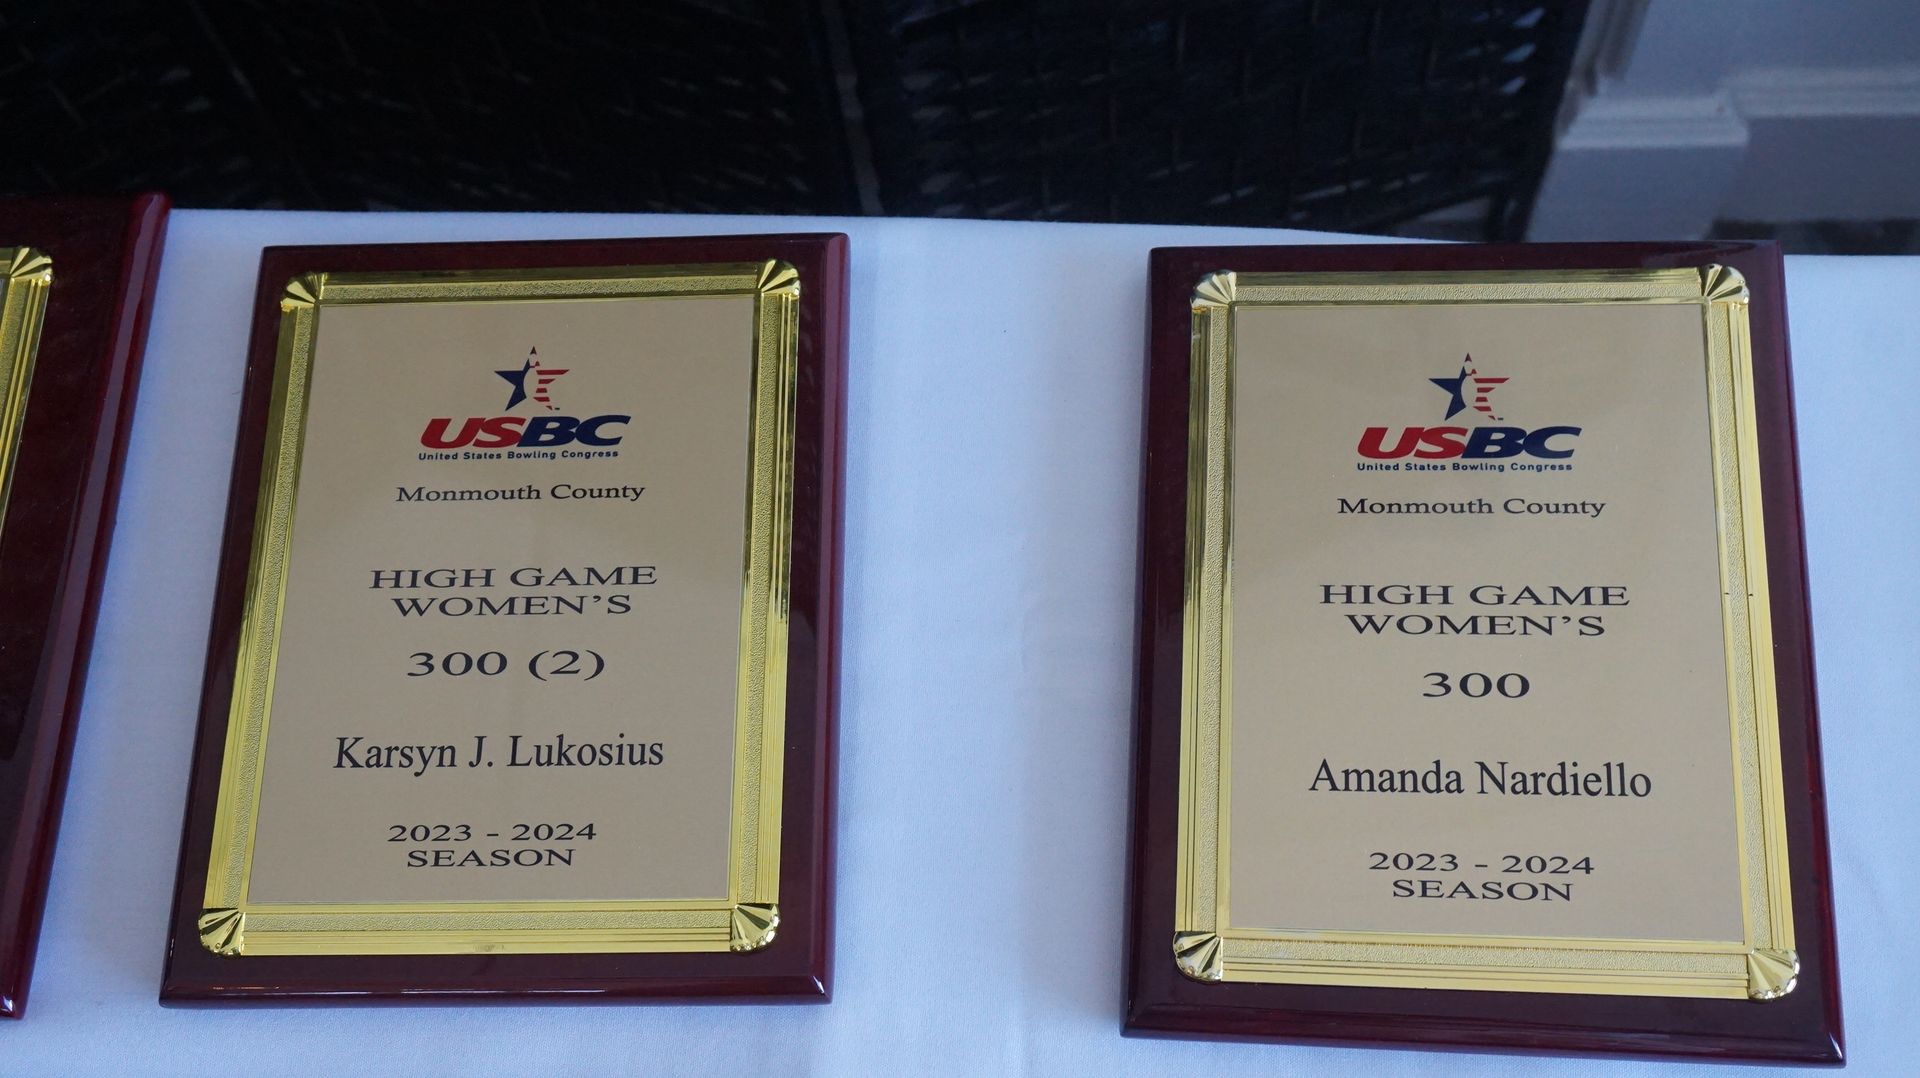 USBC
United States Bowling Congress
Monmouth County
HIGH GAME
WOMEN'S
300 (2)
Karsyn J. Lukosius
2023 - 2024
SEASON
USBC
United States Bowling Congress
Monmouth County
HIGH GAME
WOMEN'S
300
Amanda Nardiello
2023 - 2024
SEASON